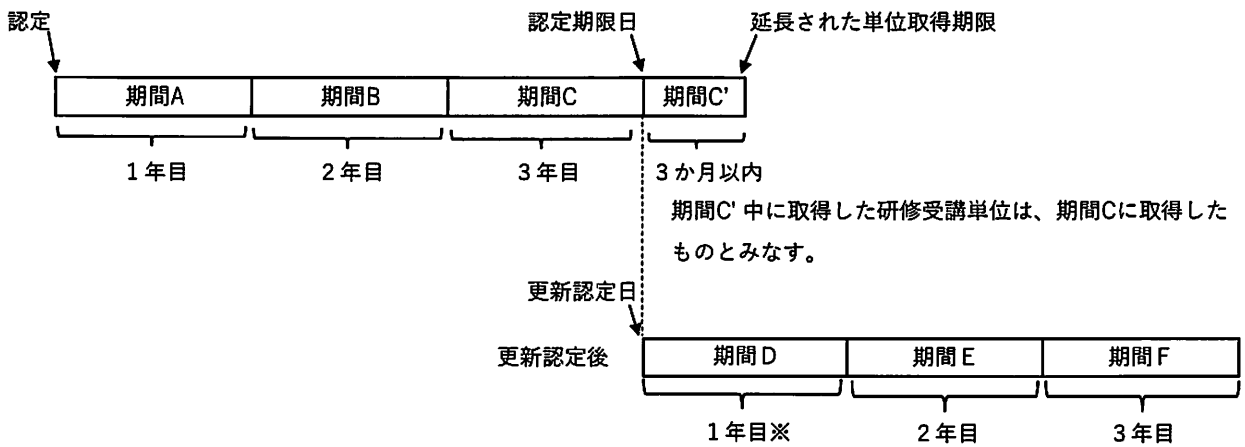 認定 認定期限日 延長された単位取得期限
期間A 期間B 期間C 期間C'
1年目 2年目 3年目 3か月以内
期間C' 中に取得した研修受講単位は、期間Cに取得した
ものとみなす。
更新認定日
更新認定後 期間D 期間E 期間F
1年目※ 2年目 3年目